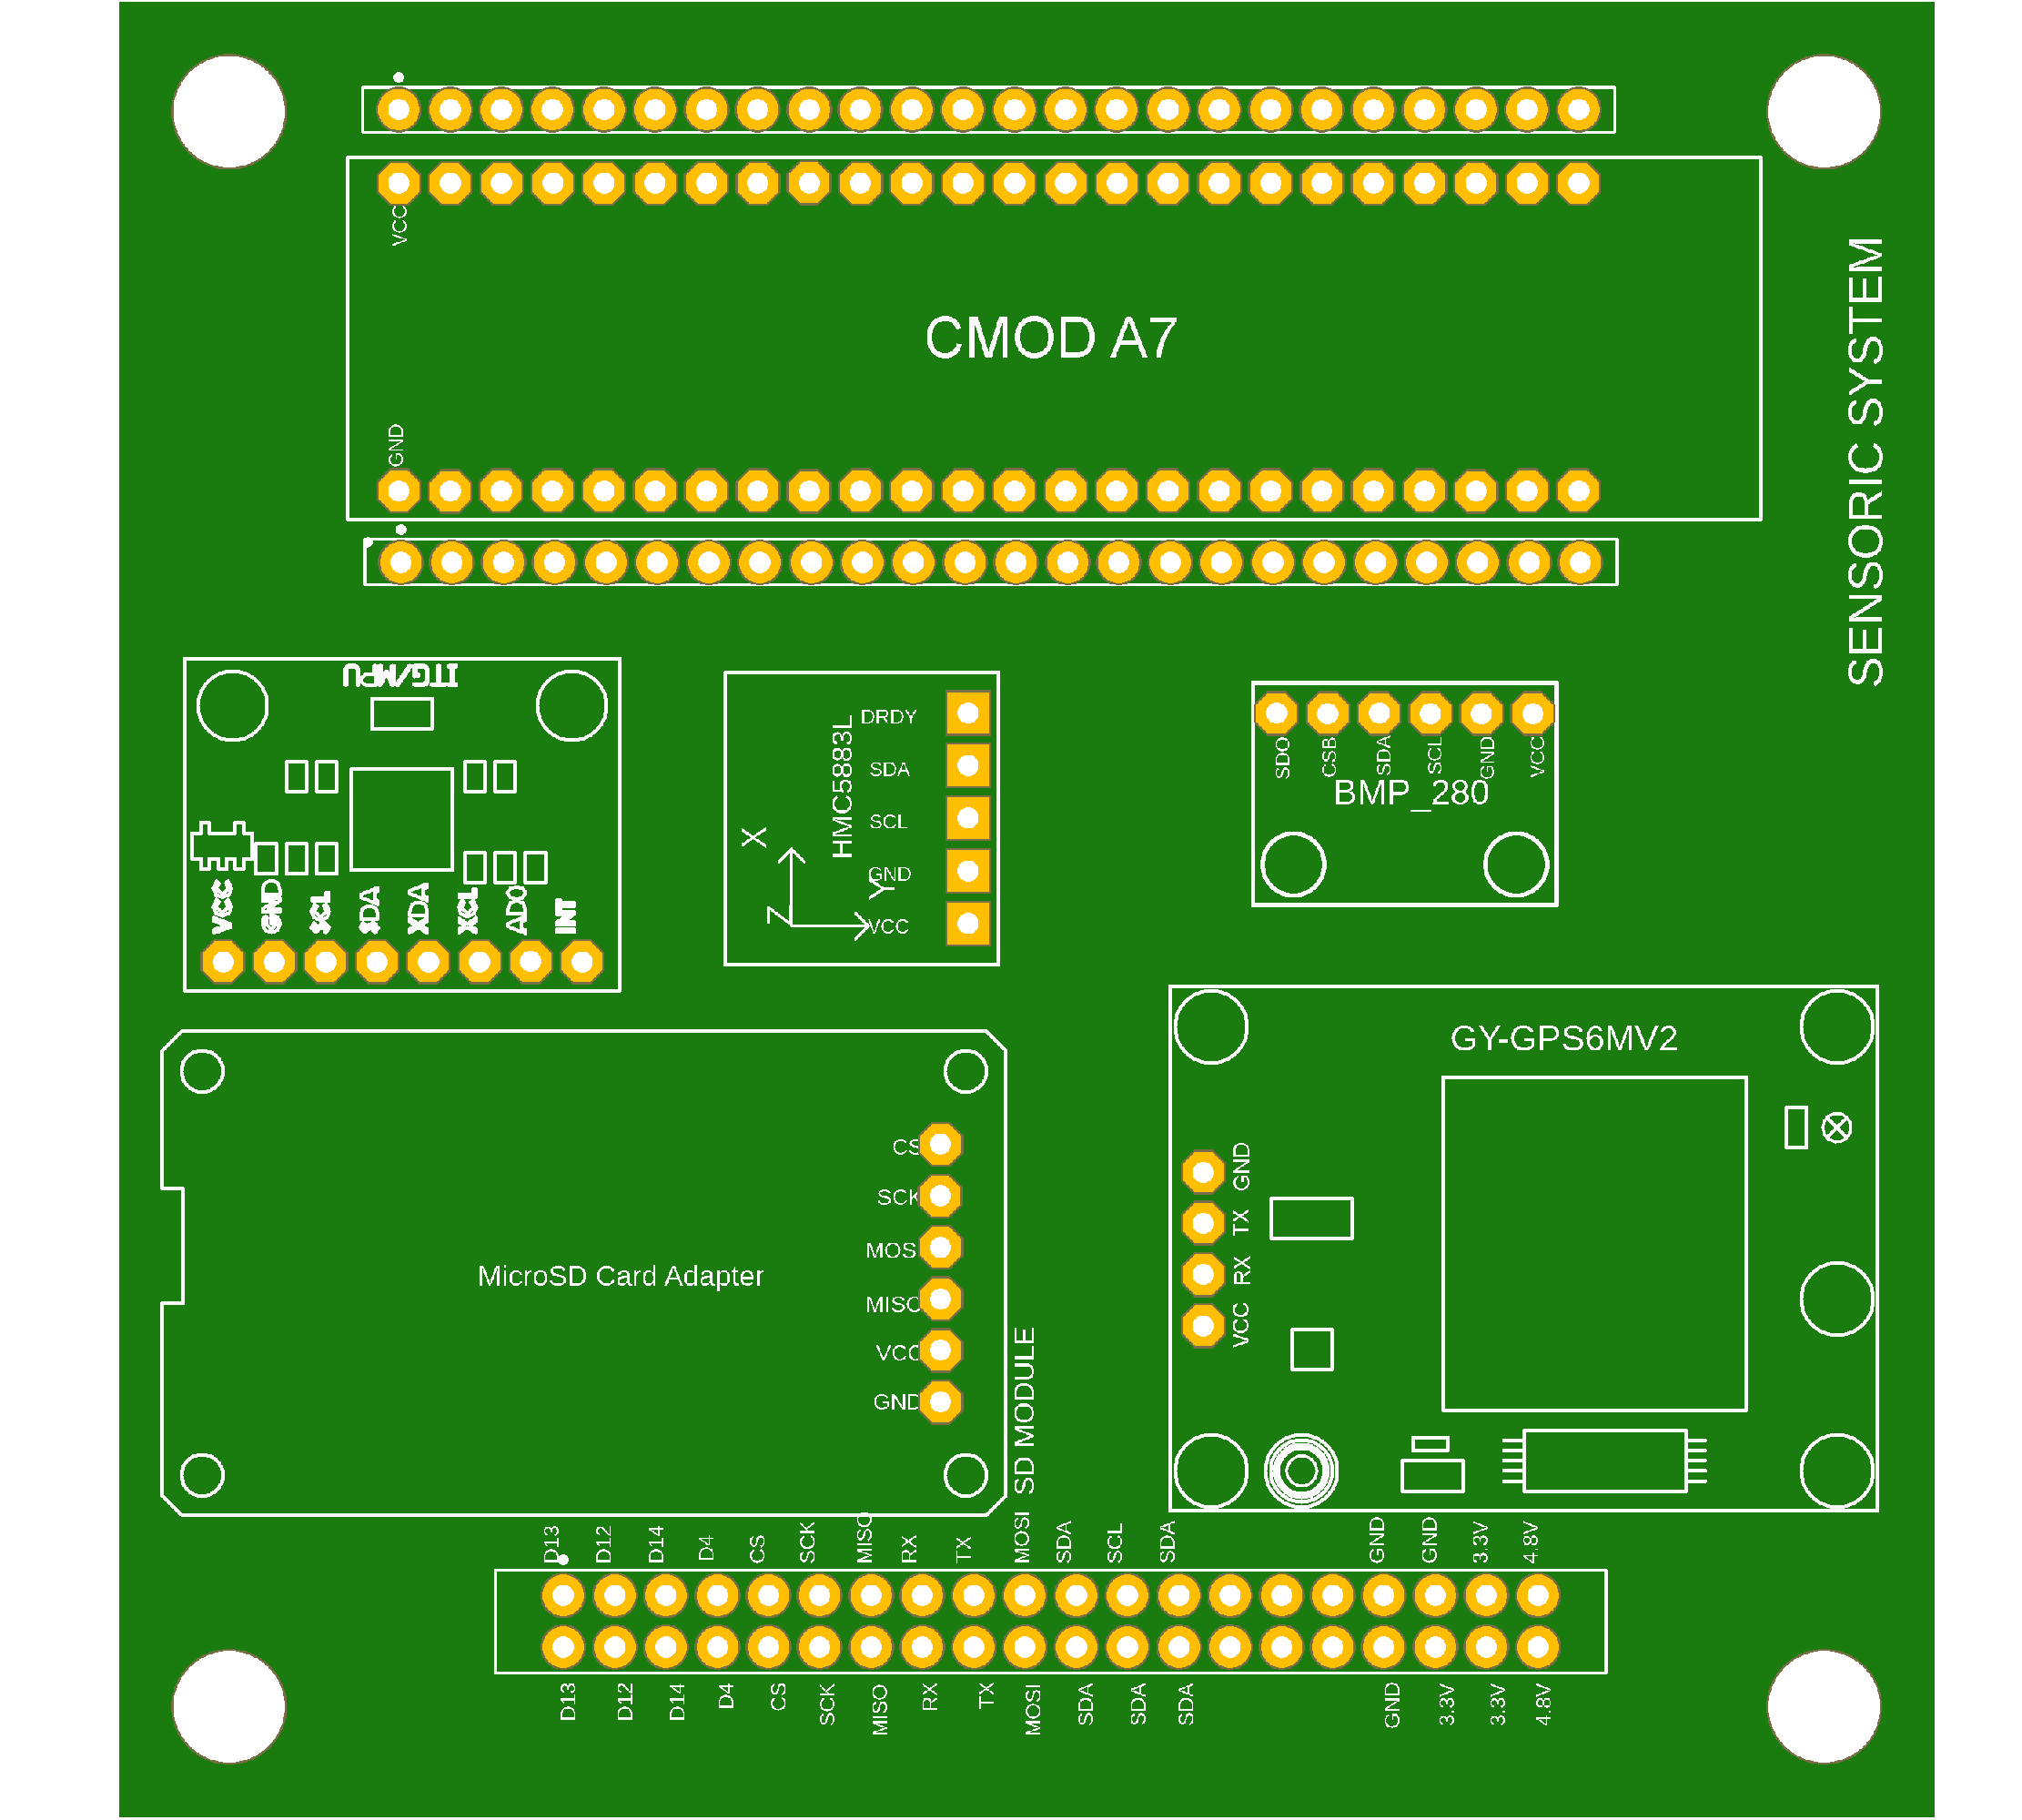 VCC
CMOD A7
GND
SENSORIC SYSTEM
ITG/MPU
VCC
GND
SCL
SDA
XDA
XCL
ADO
INT
HMC5883L
DRDY
SDA
SCL
GND
VCC
X
Y
Z
SDO
CSB
SDA
SCL
GND
VCC
BMP_280
GY-GPS6MV2
GND
TX
RX
VCC
CS
SCK
MOS
MISO
VCC
GND
MicroSD Card Adapter
SD MODULE
D13
D12
D14
D4
CS
SCK
MISO
RX
TX
MOSI
SDA
SCL
SDA
GND
GND
3.3V
4.8V
D13
D12
D14
D4
CS
SCK
MISO
RX
TX
MOSI
SDA
SDA
SDA
GND
3.3V
3.3V
4.8V